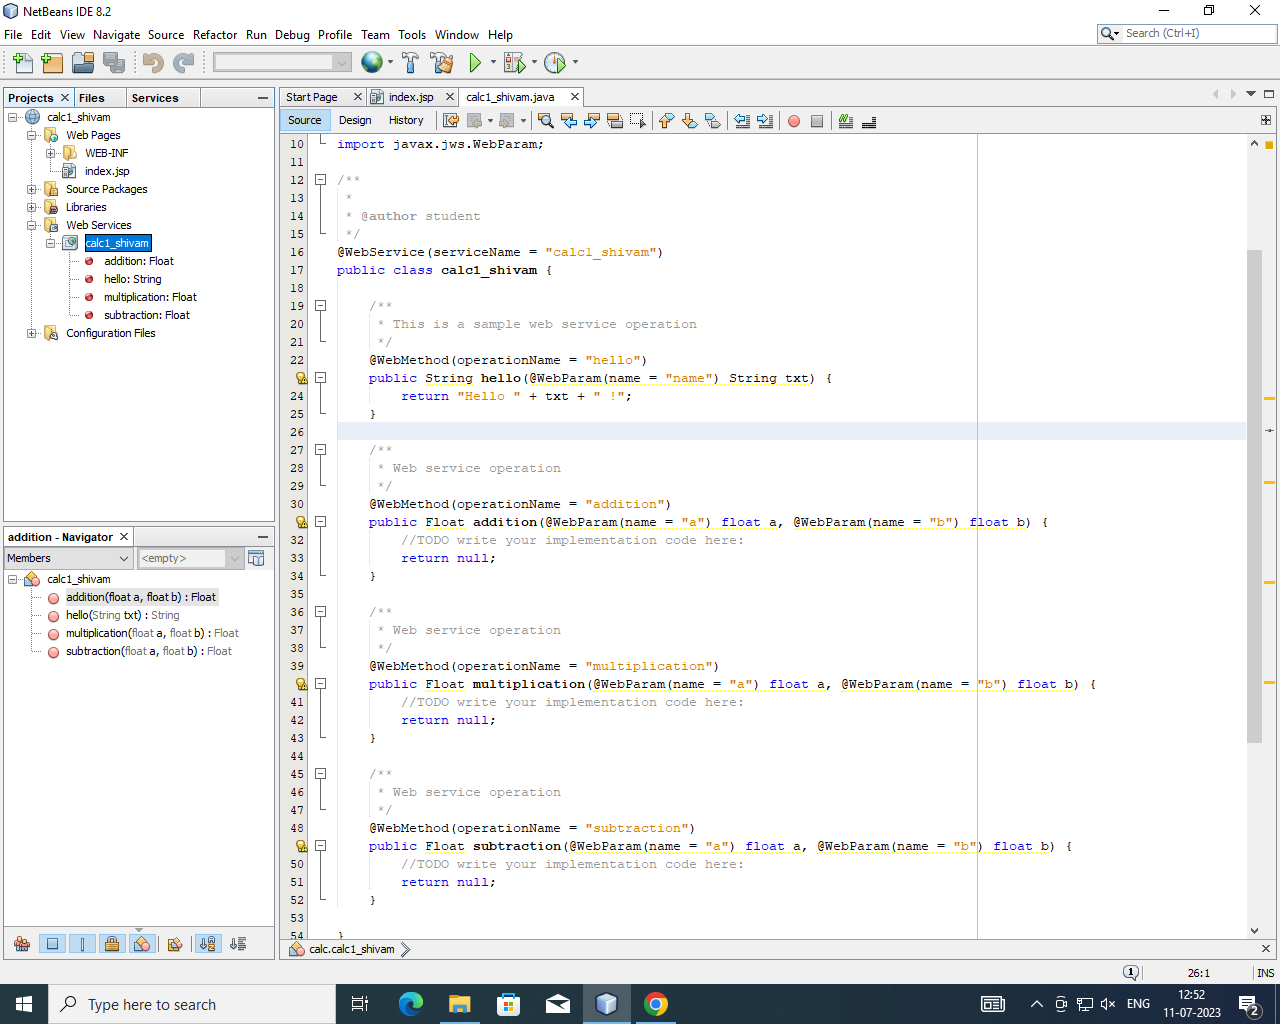 NetBeans IDE 8.2
File Edit View Navigate Source Refactor Run Debug Profile Team Tools Window Help
Search (Ctrl+I)
Projects Files Services
calc1_shivam
Web Pages
WEB-INF
index.jsp
Source Packages
Libraries
Web Services
calc1_shivam
addition: Float
hello: String
multiplication: Float
subtraction: Float
Configuration Files
addition - Navigator
Members <empty>
calc1_shivam
addition(float a, float b) : Float
hello(String txt) : String
multiplication(float a, float b) : Float
subtraction(float a, float b) : Float
Start Page index.jsp calc1_shivam.java
Source Design History
10 import javax.jws.WebParam;
11
12 /**
13 *
14 * @author student
15 */
16 @WebService(serviceName = "calc1_shivam")
17 public class calc1_shivam {
18
19 /**
20 * This is a sample web service operation
21 */
22 @WebMethod(operationName = "hello")
public String hello(@WebParam(name = "name") String txt) {
24 return "Hello " + txt + " !";
25 }
26
27 /**
28 * Web service operation
29 */
30 @WebMethod(operationName = "addition")
public Float addition(@WebParam(name = "a") float a, @WebParam(name = "b") float b) {
32 //TODO write your implementation code here:
33 return null;
34 }
35
36 /**
37 * Web service operation
38 */
39 @WebMethod(operationName = "multiplication")
public Float multiplication(@WebParam(name = "a") float a, @WebParam(name = "b") float b) {
41 //TODO write your implementation code here:
42 return null;
43 }
44
45 /**
46 * Web service operation
47 */
48 @WebMethod(operationName = "subtraction")
public Float subtraction(@WebParam(name = "a") float a, @WebParam(name = "b") float b) {
50 //TODO write your implementation code here:
51 return null;
52 }
53
54 }
calc.calc1_shivam
1 26:1 INS
Type here to search
ENG
12:52
11-07-2023
2